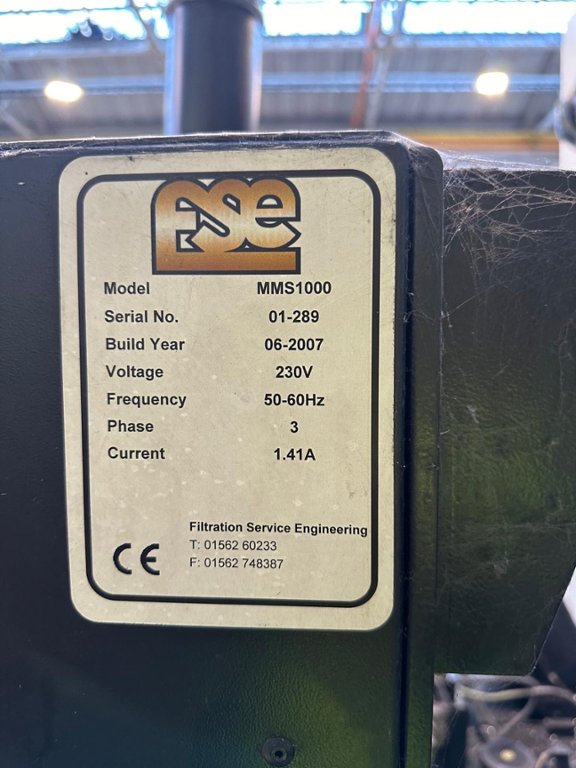 FSE
Model MMS1000
Serial No. 01-289
Build Year 06-2007
Voltage 230V
Frequency 50-60Hz
Phase 3
Current 1.41A
Filtration Service Engineering
T: 01562 60233
F: 01562 748387
CE